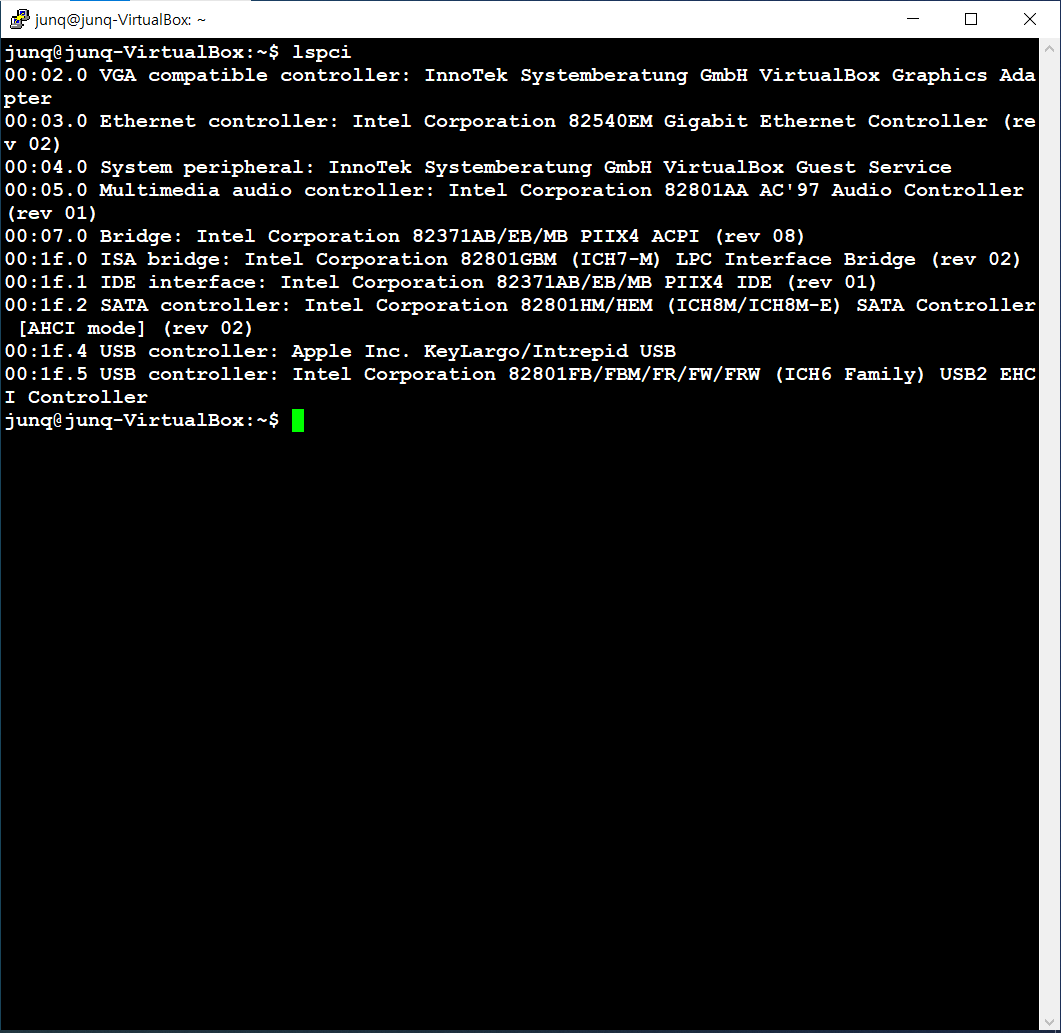 junq@junq-VirtualBox: ~
junq@junq-VirtualBox:~$ lspci
00:02.0 VGA compatible controller: InnoTek Systemberatung GmbH VirtualBox Graphics Ada
pter
00:03.0 Ethernet controller: Intel Corporation 82540EM Gigabit Ethernet Controller (re
v 02)
00:04.0 System peripheral: InnoTek Systemberatung GmbH VirtualBox Guest Service
00:05.0 Multimedia audio controller: Intel Corporation 82801AA AC'97 Audio Controller
(rev 01)
00:07.0 Bridge: Intel Corporation 82371AB/EB/MB PIIX4 ACPI (rev 08)
00:1f.0 ISA bridge: Intel Corporation 82801GBM (ICH7-M) LPC Interface Bridge (rev 02)
00:1f.1 IDE interface: Intel Corporation 82371AB/EB/MB PIIX4 IDE (rev 01)
00:1f.2 SATA controller: Intel Corporation 82801HM/HEM (ICH8M/ICH8M-E) SATA Controller
 [AHCI mode] (rev 02)
00:1f.4 USB controller: Apple Inc. KeyLargo/Intrepid USB
00:1f.5 USB controller: Intel Corporation 82801FB/FBM/FR/FW/FRW (ICH6 Family) USB2 EHC
I Controller
junq@junq-VirtualBox:~$